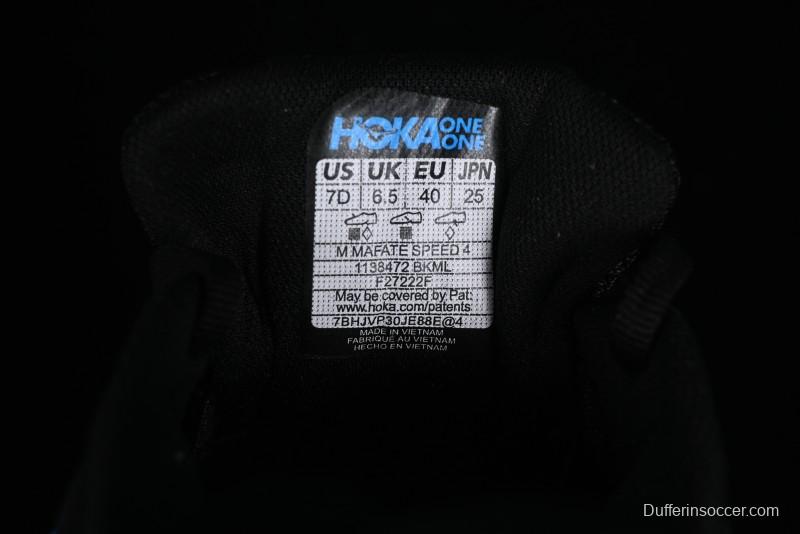 HOKA ONE ONE
US UK EU JPN
7D 6.5 40 25
M MAFATE SPEED 4
1138472 BKML
F27222F
May be covered by Pat:
www.hoka.com/patents
7BHJVP30JE88E@4
MADE IN VIETNAM
FABRIQUÉ AU VIETNAM
HECHO EN VIETNAM
Dufferinsoccer.com